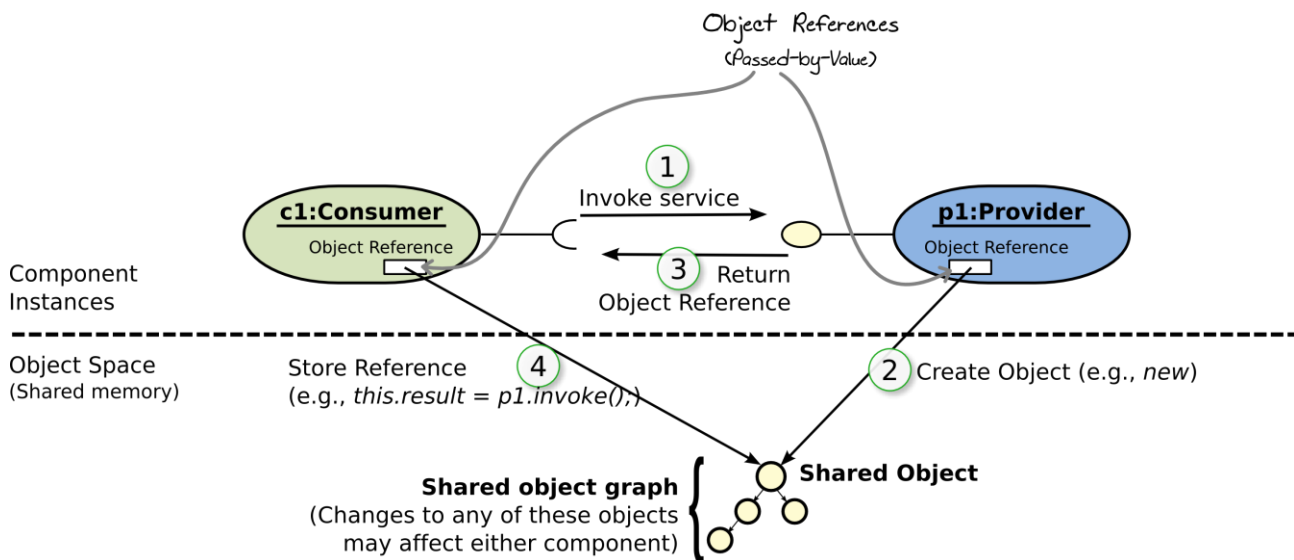 Object References
(Passed-by-Value)
1
Invoke service
c1:Consumer
p1:Provider
Object Reference
Object Reference
3
Return
Object Reference
Component
Instances
Object Space
(Shared memory)
Store Reference
(e.g., this.result = p1.invoke();)
4
2
Create Object (e.g., new)
Shared Object
Shared object graph
(Changes to any of these objects
may affect either component)